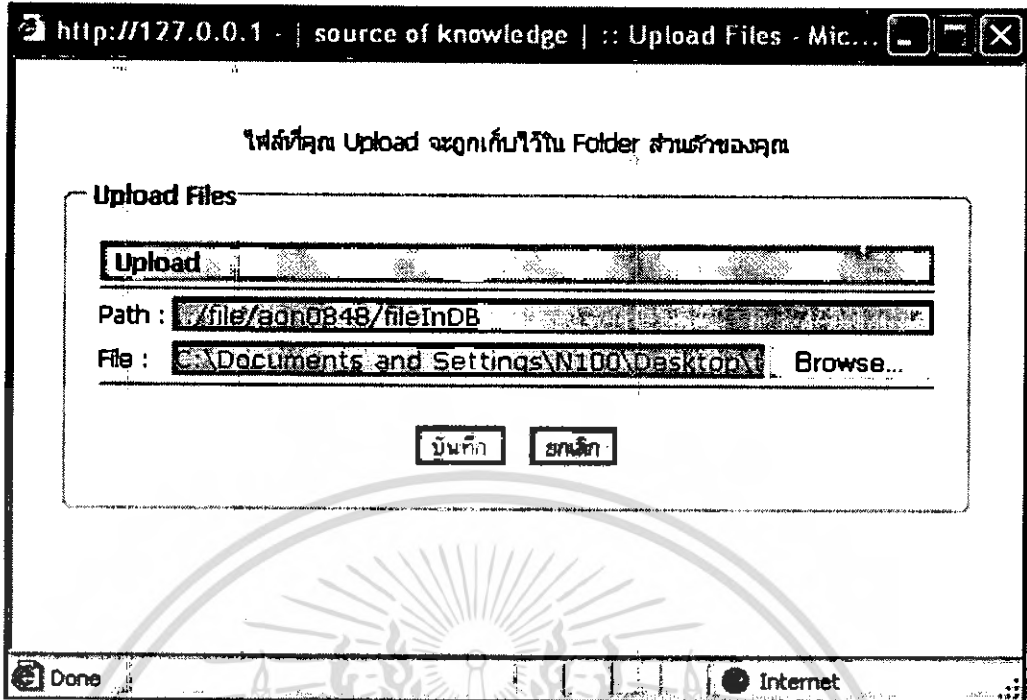 http://127.0.0.1 - | source of knowledge | :: Upload Files - Mic...
ไฟล์ที่คุณ Upload จะถูกเก็บไว้ใน Folder ส่วนตัวของคุณ
Upload Files
Upload
Path : ./file/adn0848/fileInDB
File : C:\Documents and Settings\N100\Desktop\t Browse...
บันทึก ยกเลิก
Done Internet